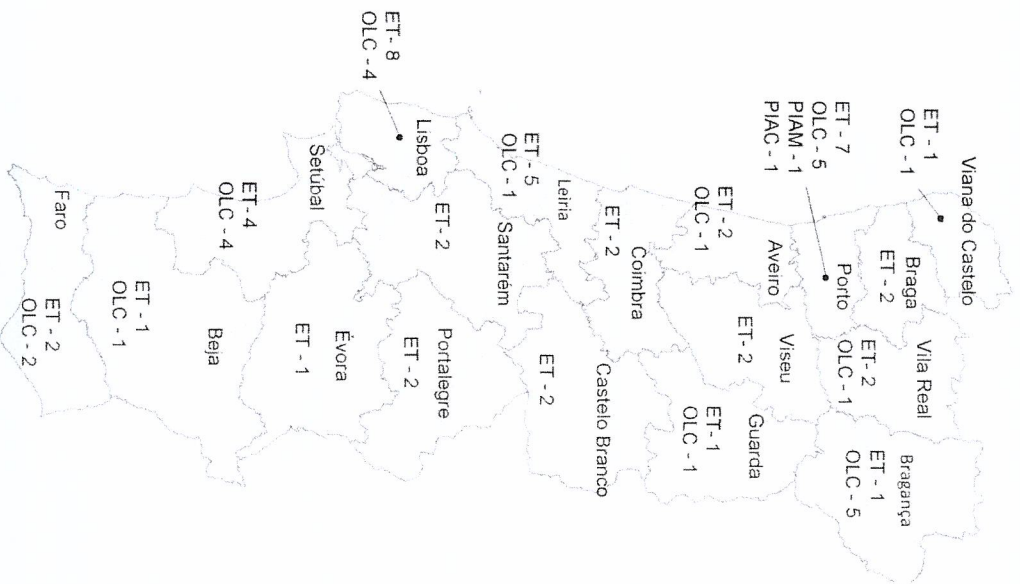 Viana do Castelo
ET - 1
OLC - 1
Braga
ET - 2
Vila Real
ET - 2
OLC - 1
Bragança
ET - 1
OLC - 5
Porto
ET - 7
OLC - 5
PIAM - 1
PIAC - 1
Aveiro
ET - 2
OLC - 1
Viseu
ET - 2
Guarda
ET - 1
OLC - 1
Coimbra
ET - 2
Castelo Branco
ET - 2
Leiria
ET - 5
OLC - 1
Santarém
ET - 2
Portalegre
ET - 2
Lisboa
ET - 8
OLC - 4
Setúbal
ET - 4
OLC - 4
Évora
ET - 1
Beja
ET - 1
OLC - 1
Faro
ET - 2
OLC - 2